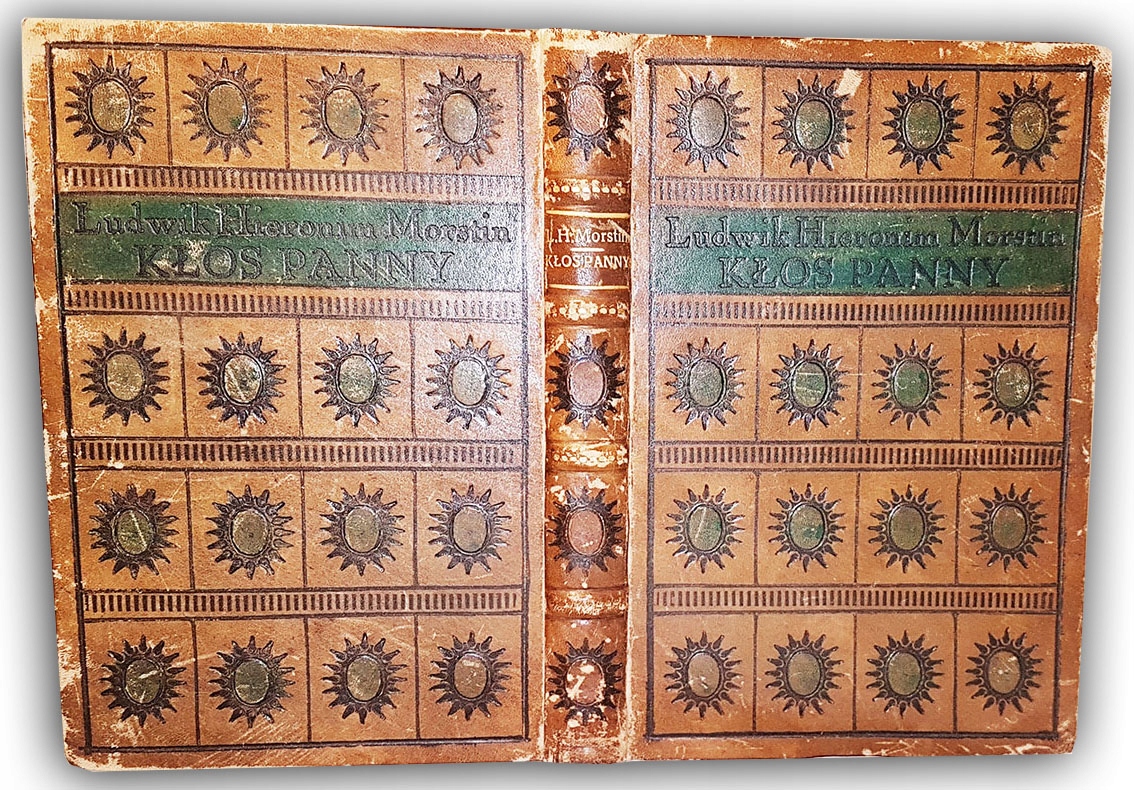 Ludwik Hieronim Morstin
KŁOS PANNY
L.H. Morstin
KŁOS PANNY
Ludwik Hieronim Morstin
KŁOS PANNY